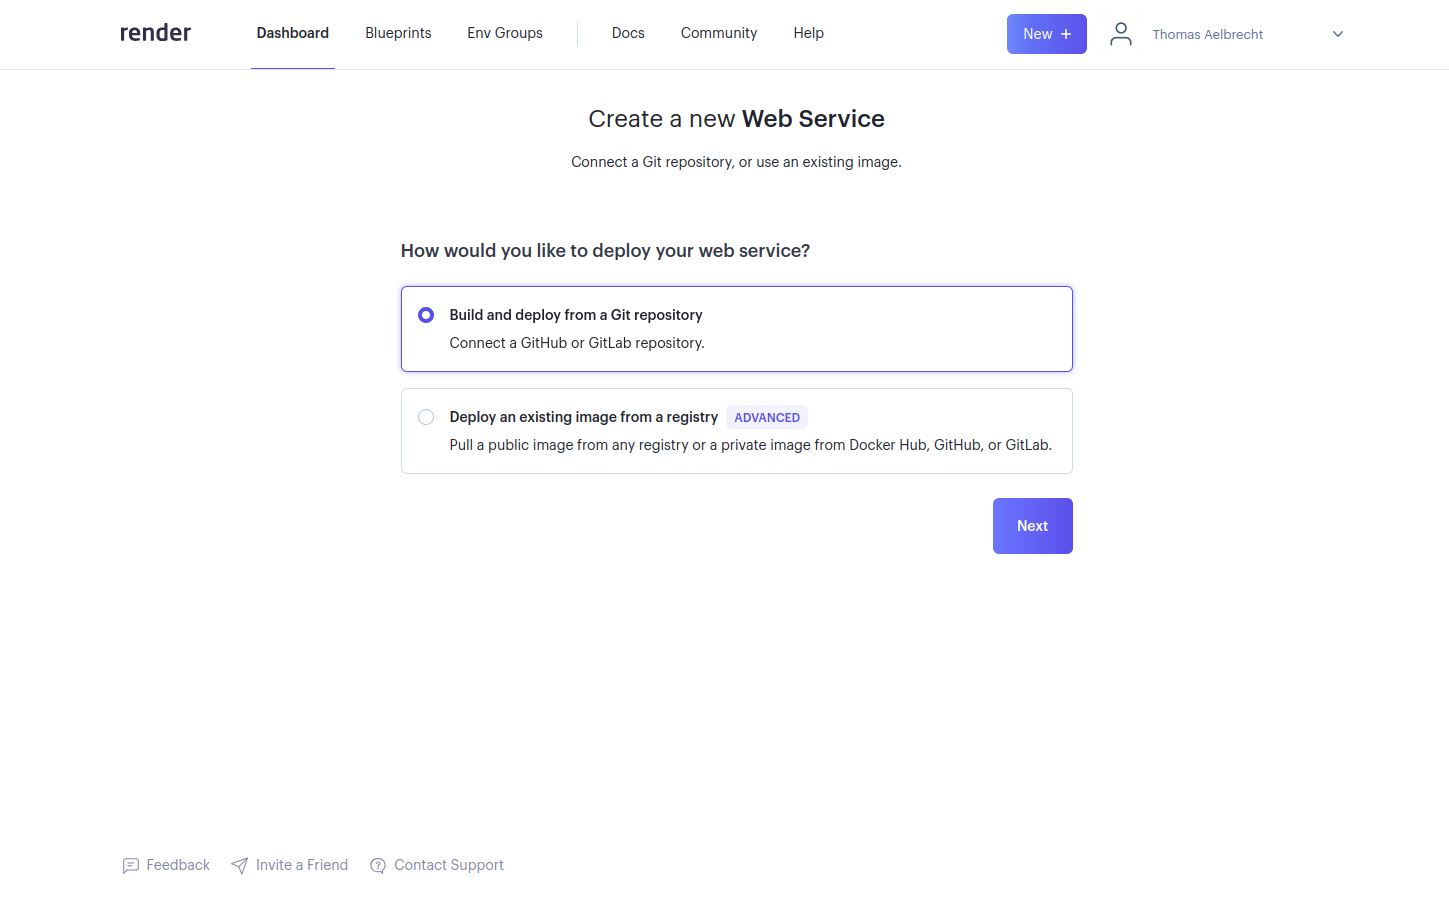 render
Dashboard
Blueprints
Env Groups
Docs
Community
Help
New +
Thomas Aelbrecht
Create a new Web Service
Connect a Git repository, or use an existing image.
How would you like to deploy your web service?
Build and deploy from a Git repository
Connect a GitHub or GitLab repository.
Deploy an existing image from a registry ADVANCED
Pull a public image from any registry or a private image from Docker Hub, GitHub, or GitLab.
Next
Feedback
Invite a Friend
Contact Support